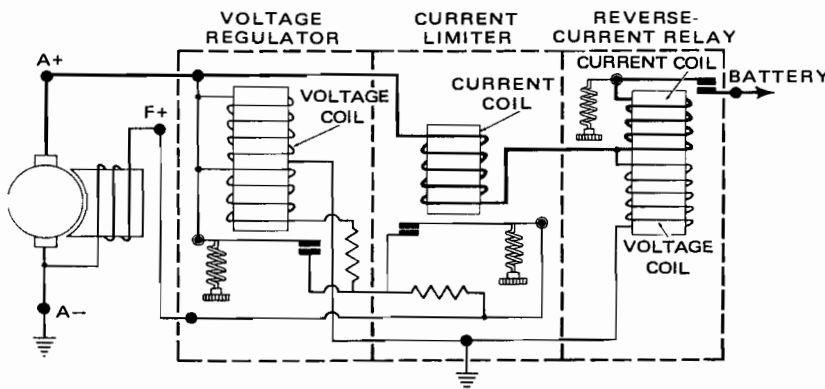 VOLTAGE
REGULATOR
CURRENT
LIMITER
REVERSE-
CURRENT RELAY
A+
F+
A−
VOLTAGE
COIL
CURRENT
COIL
CURRENT COIL
BATTERY
VOLTAGE
COIL